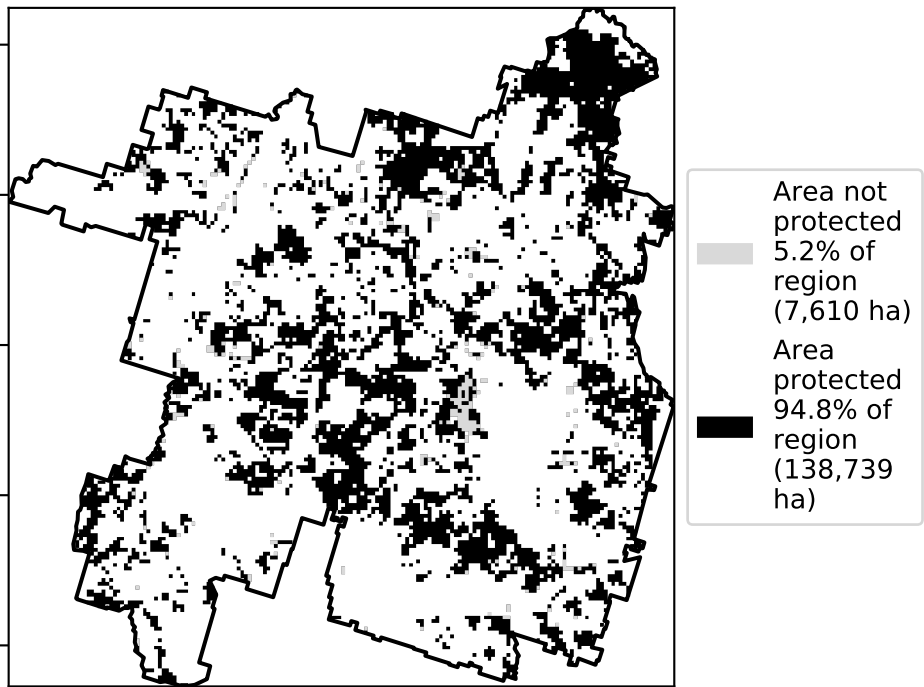 Area not
protected
5.2% of
region
(7,610 ha)
Area
protected
94.8% of
region
(138,739
ha)